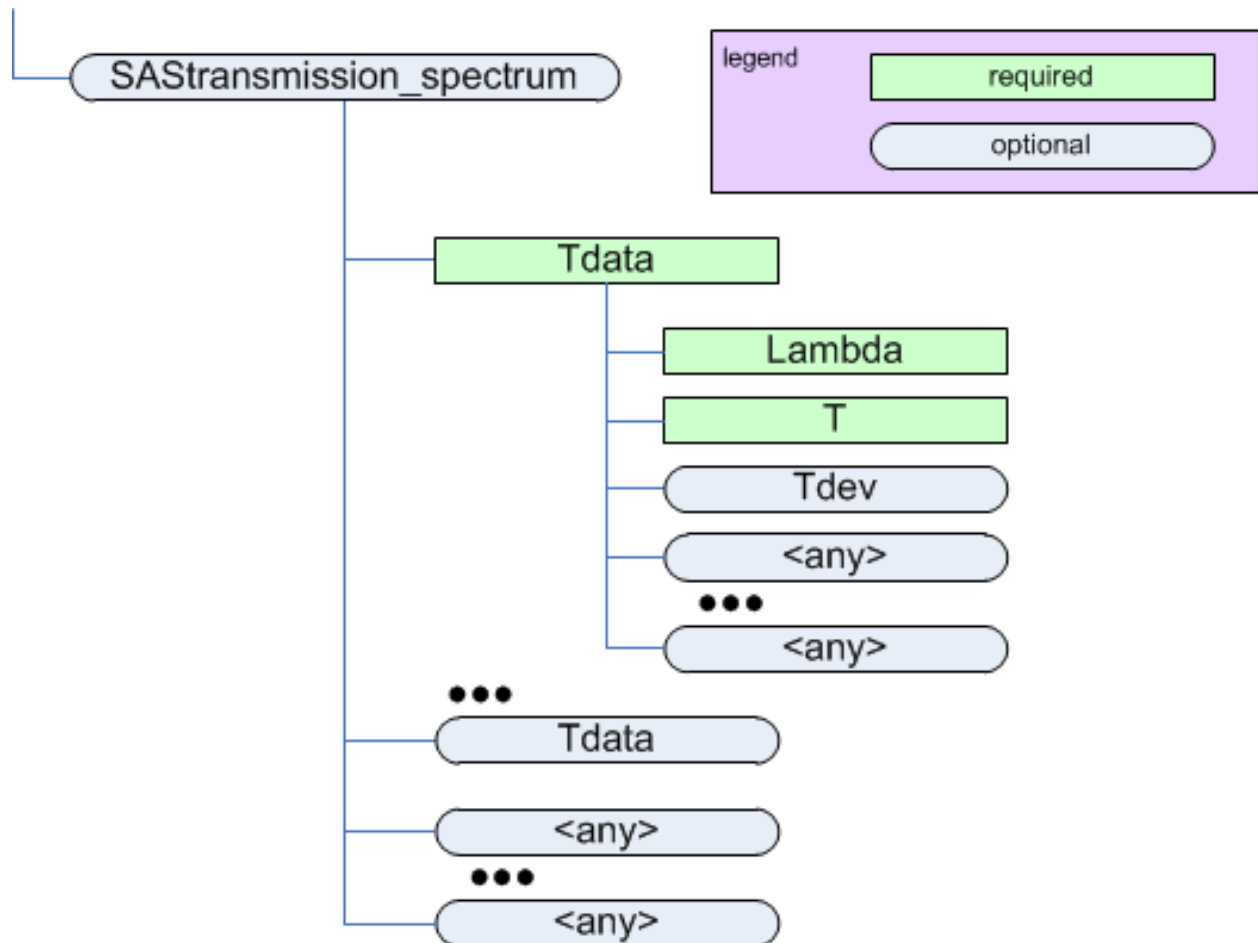 SAStransmission_spectrum
legend
required
optional
Tdata
Lambda
T
Tdev
<any>
<any>
Tdata
<any>
<any>